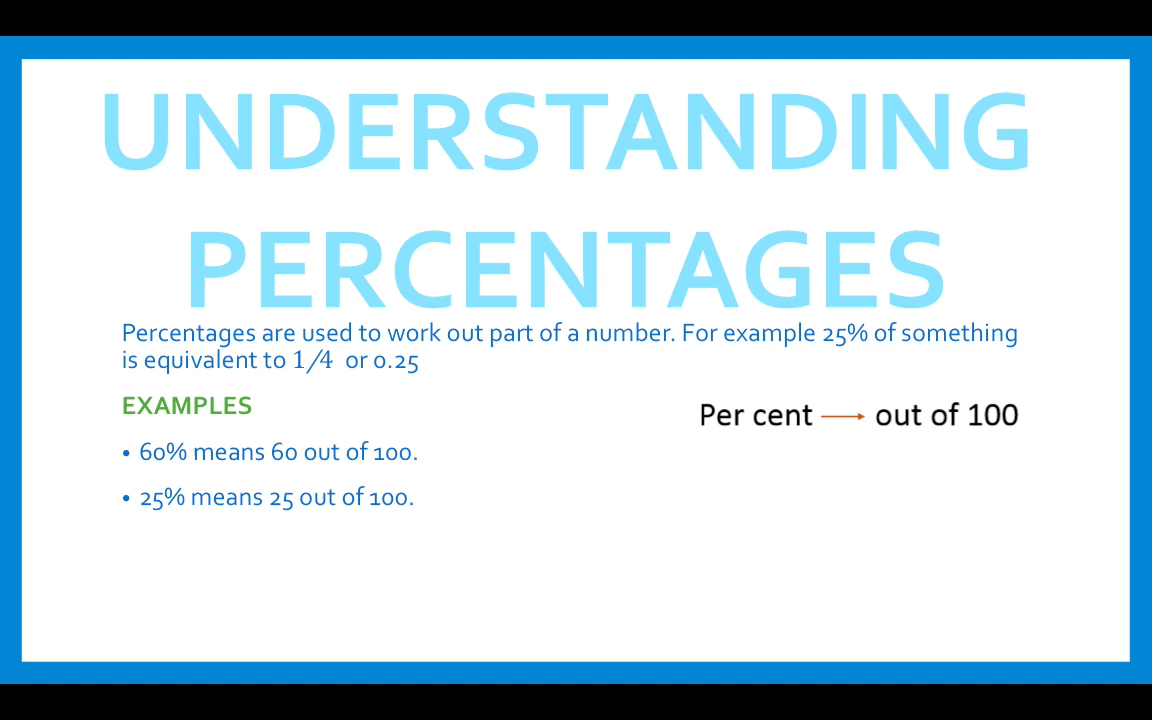 UNDERSTANDING
PERCENTAGES
Percentages are used to work out part of a number. For example 25% of something
is equivalent to 1/4 or 0.25
EXAMPLES
Per cent → out of 100
• 60% means 60 out of 100.
• 25% means 25 out of 100.